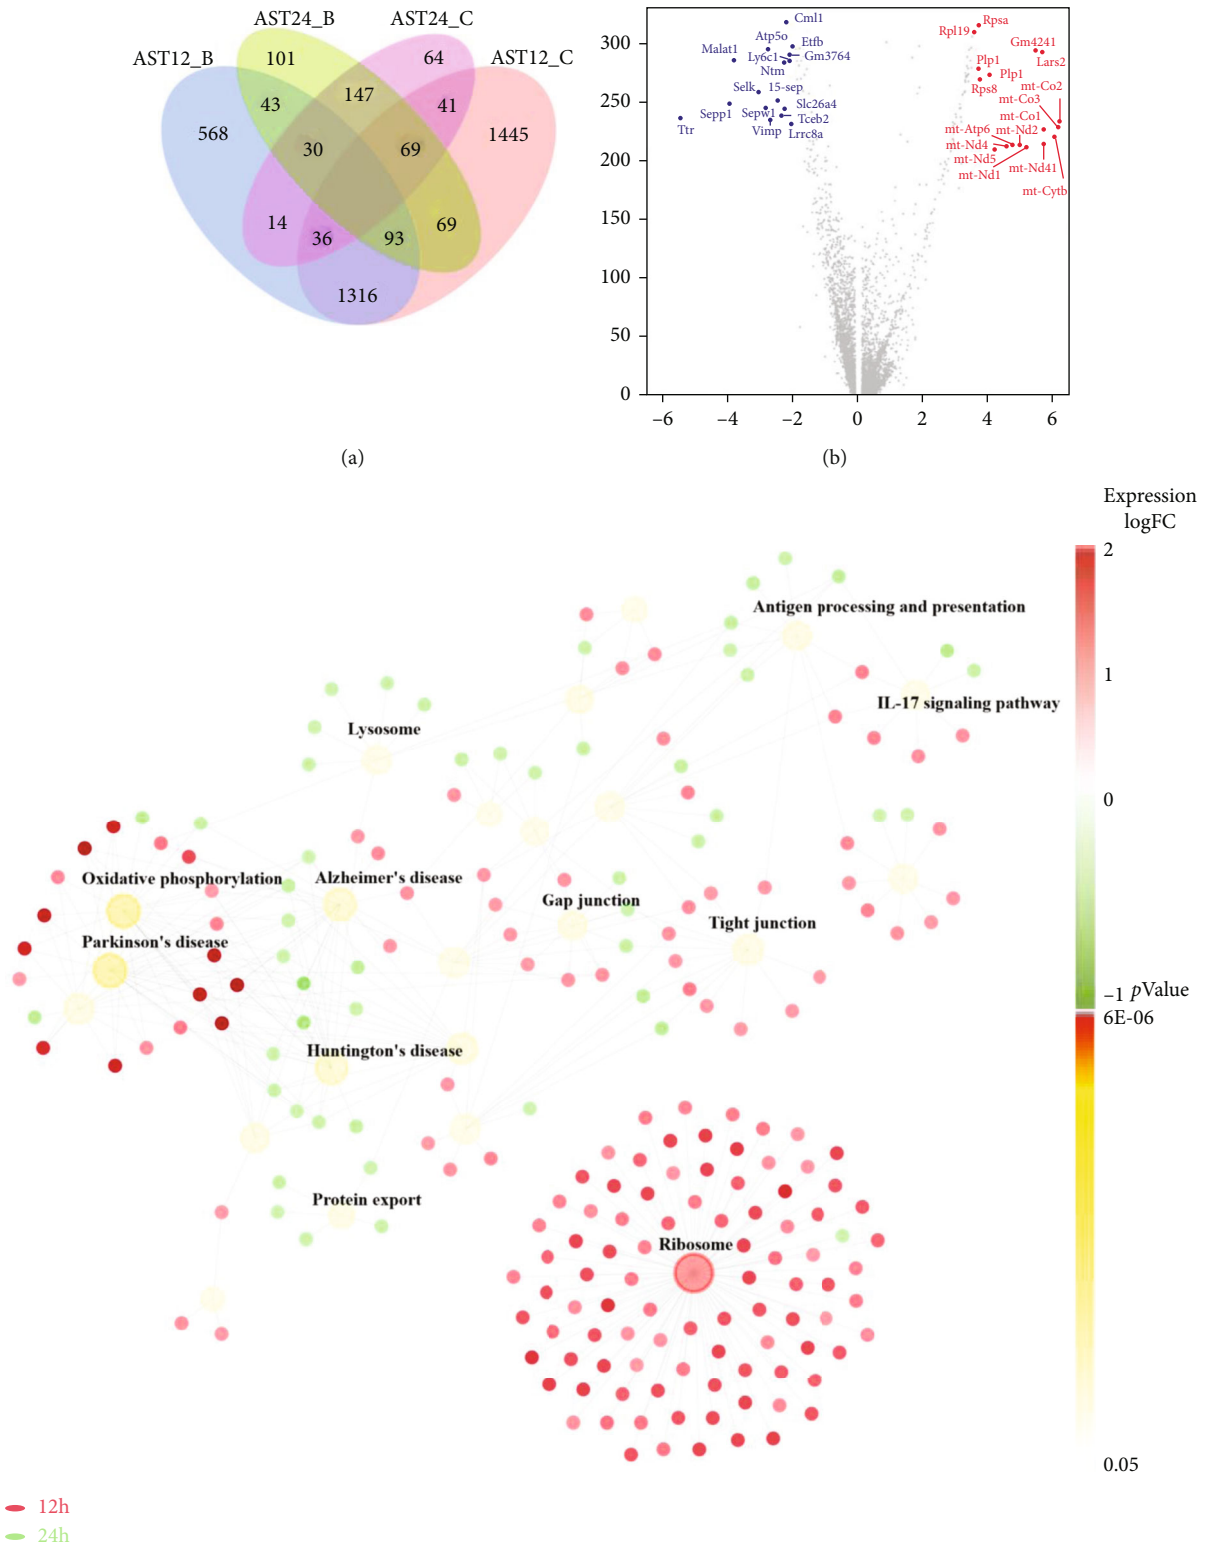 AST24_B
AST24_C
AST12_B
AST12_C
101
64
147
43
41
568
1445
30
69
14
36
93
69
1316
(a)
300
250
200
150
100
50
0
−6
−4
−2
0
2
4
6
Cml1
Atp5o
Etfb
Malat1
Ly6c1
Gm3764
Ntm
Selk
15-sep
Sepp1
Sepw1
Slc26a4
Tceb2
Ttr
Vimp
Lrrc8a
Rpsa
Rpl19
Gm4241
Lars2
Plp1
Plp1
Rps8
mt-Co2
mt-Co3
mt-Co1
mt-Atp6
mt-Nd2
mt-Nd4
mt-Nd5
mt-Nd1
mt-Nd41
mt-Cytb
(b)
Expression
logFC
2
1
0
−1
pValue
6E-06
0.05
Antigen processing and presentation
IL-17 signaling pathway
Lysosome
Oxidative phosphorylation
Alzheimer's disease
Gap junction
Tight junction
Parkinson's disease
Huntington's disease
Protein export
Ribosome
12h
24h